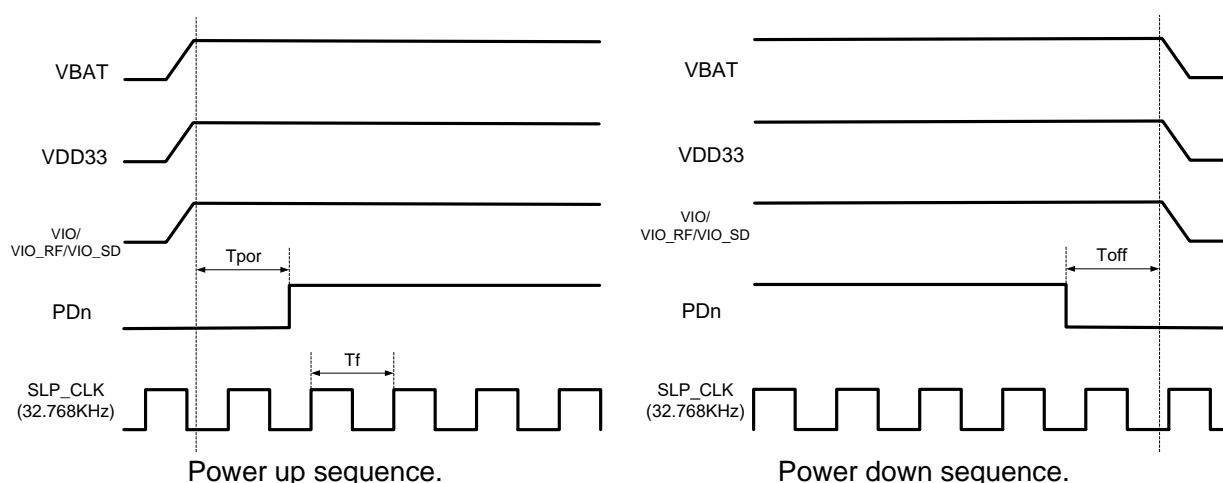 VBAT
VDD33
VIO/
VIO_RF/VIO_SD
Tpor
PDn
Tf
SLP_CLK
(32.768KHz)
Power up sequence.
VBAT
VDD33
VIO/
VIO_RF/VIO_SD
Toff
PDn
SLP_CLK
(32.768KHz)
Power down sequence.